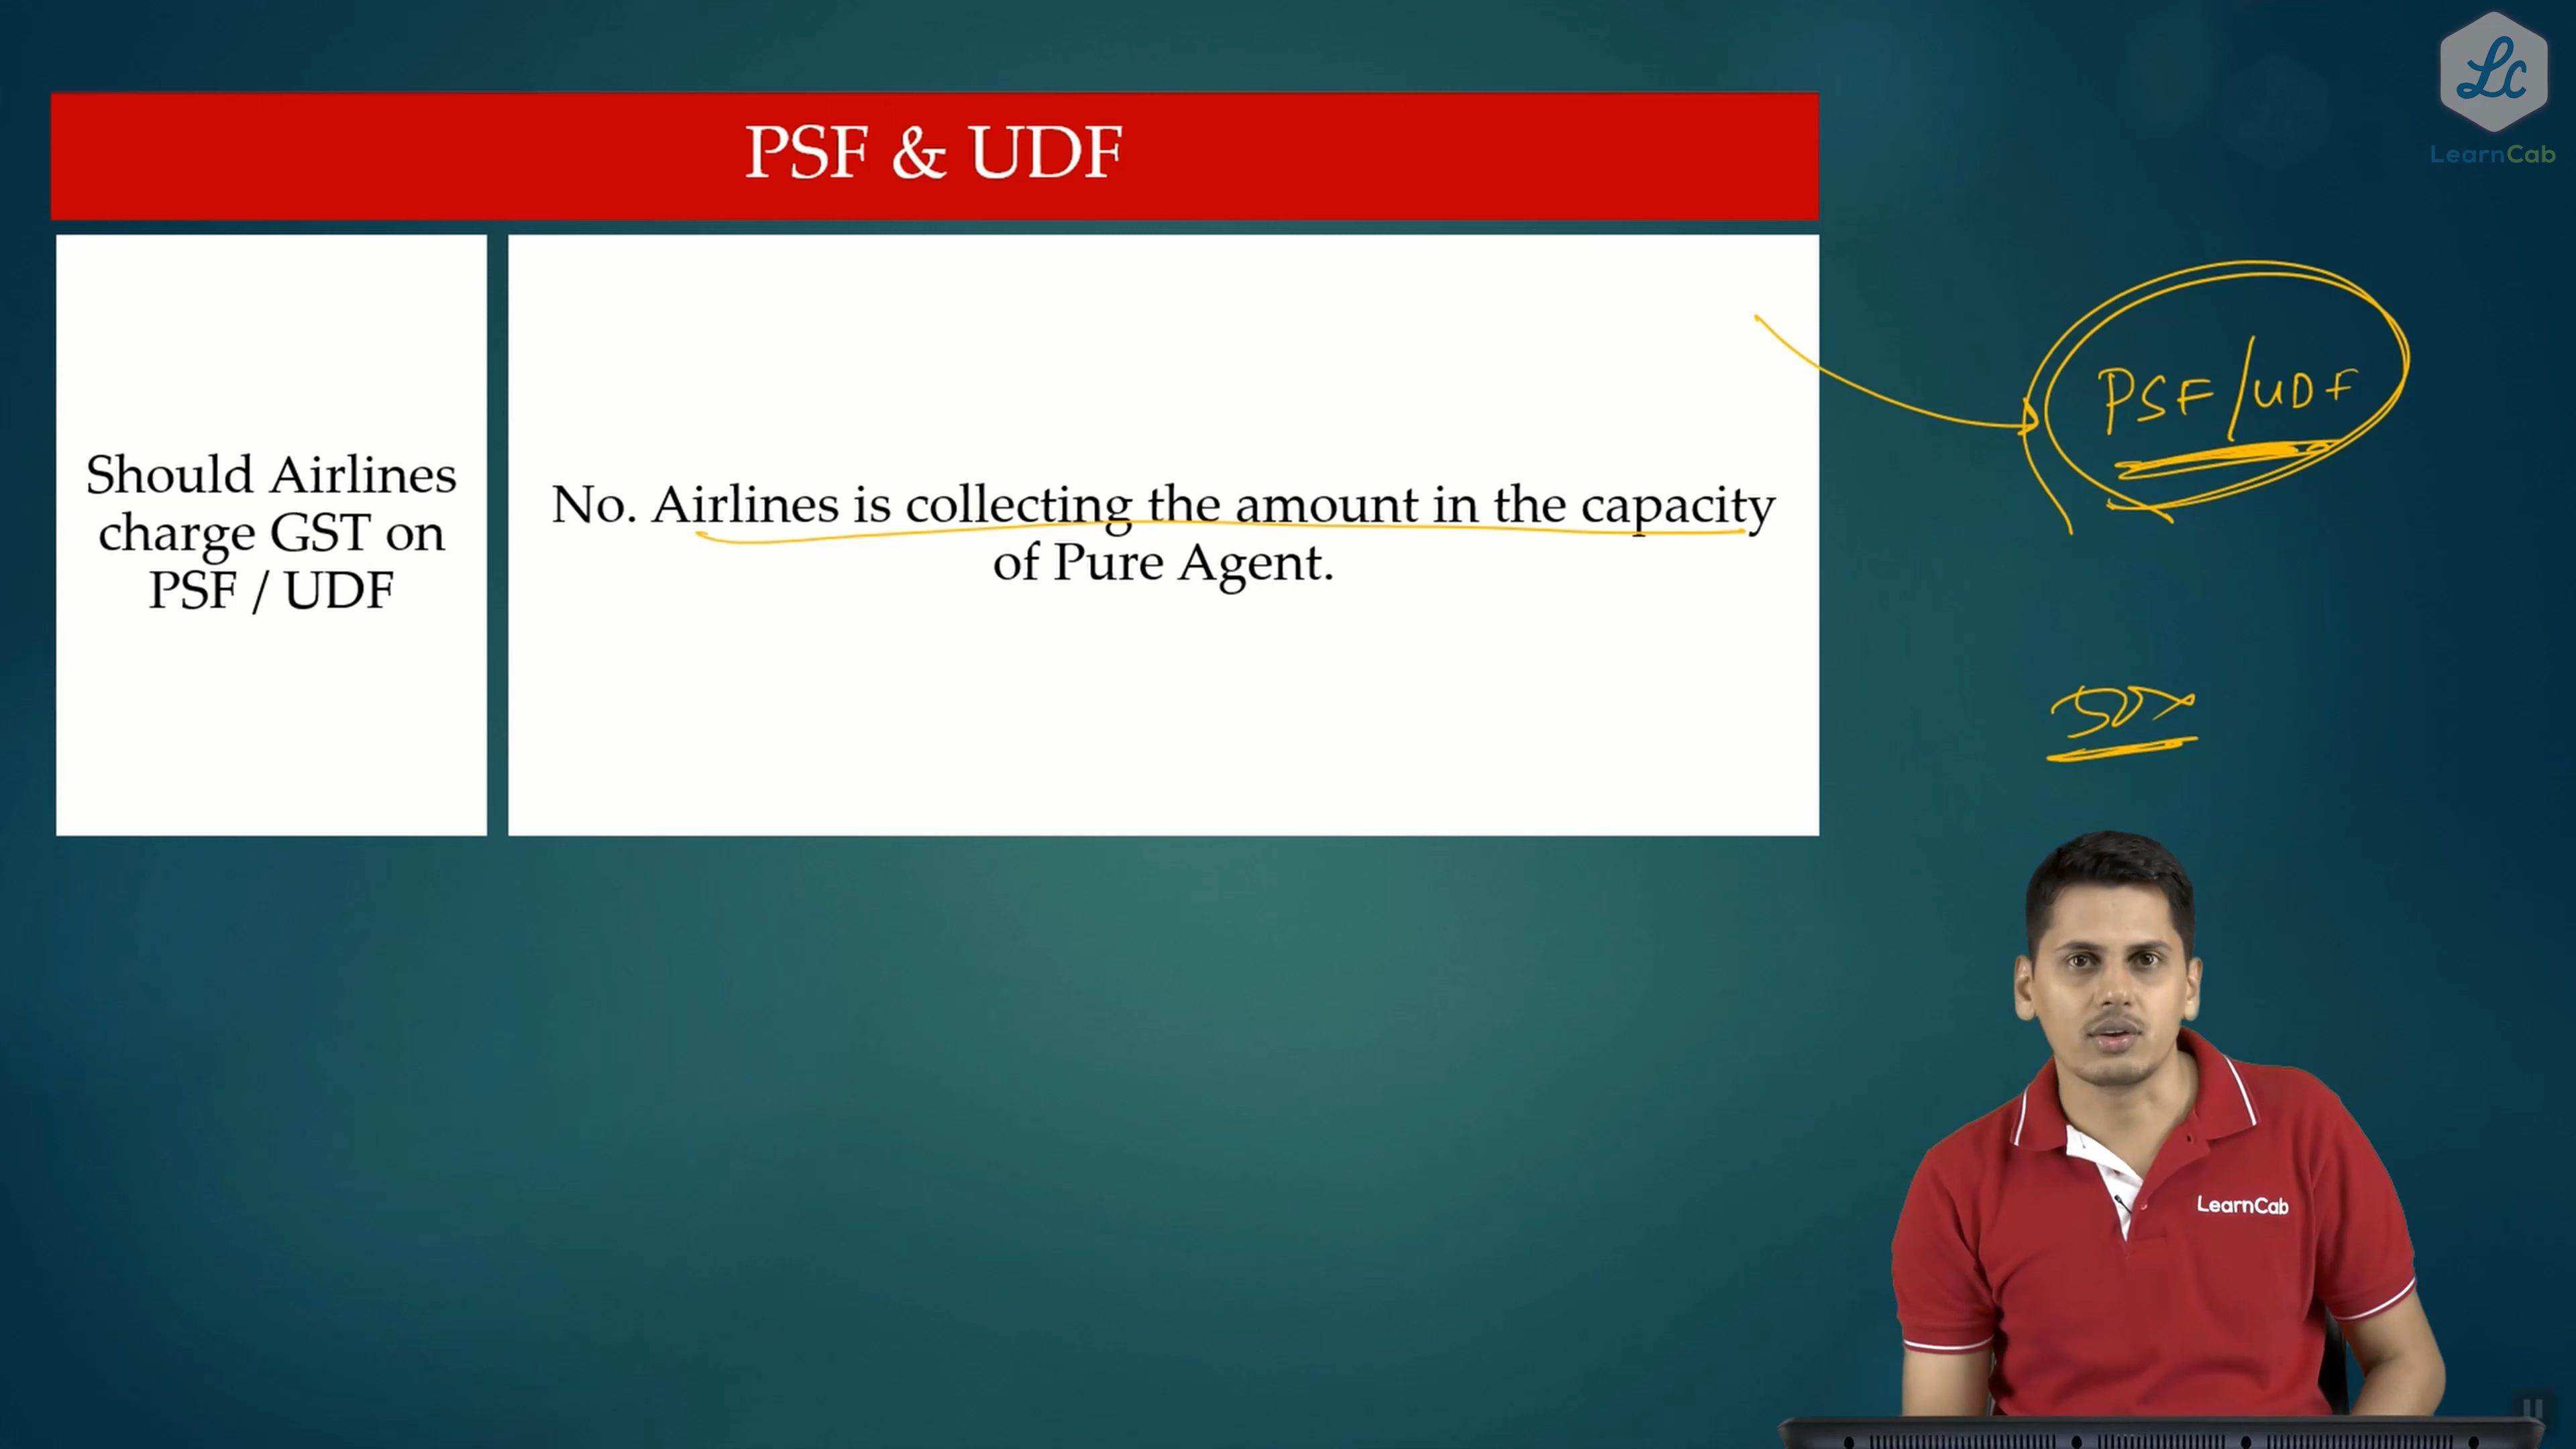 LearnCab
PSF & UDF
Should Airlines
charge GST on
PSF / UDF
No. Airlines is collecting the amount in the capacity
of Pure Agent.
PSF/UDF
LearnCab